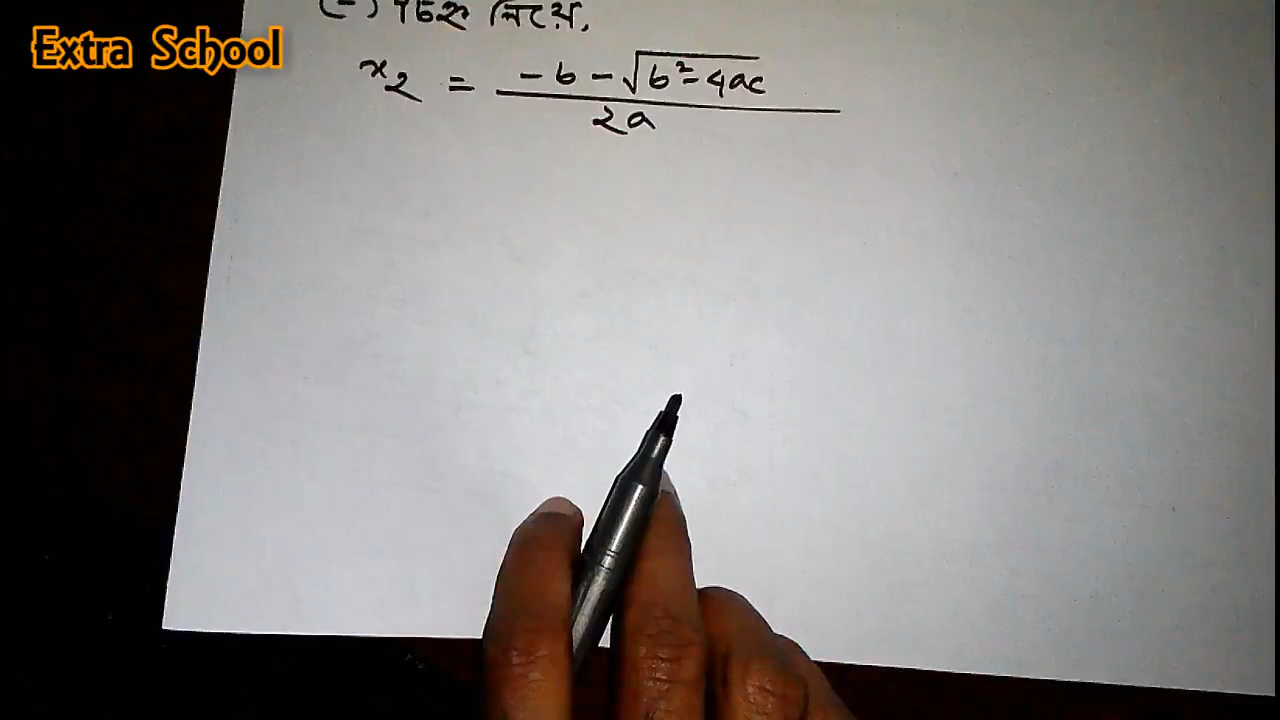 Extra School
(-) চিহ্ন নিয়ে,
x₂ = -b - √b² - 4ac
2a